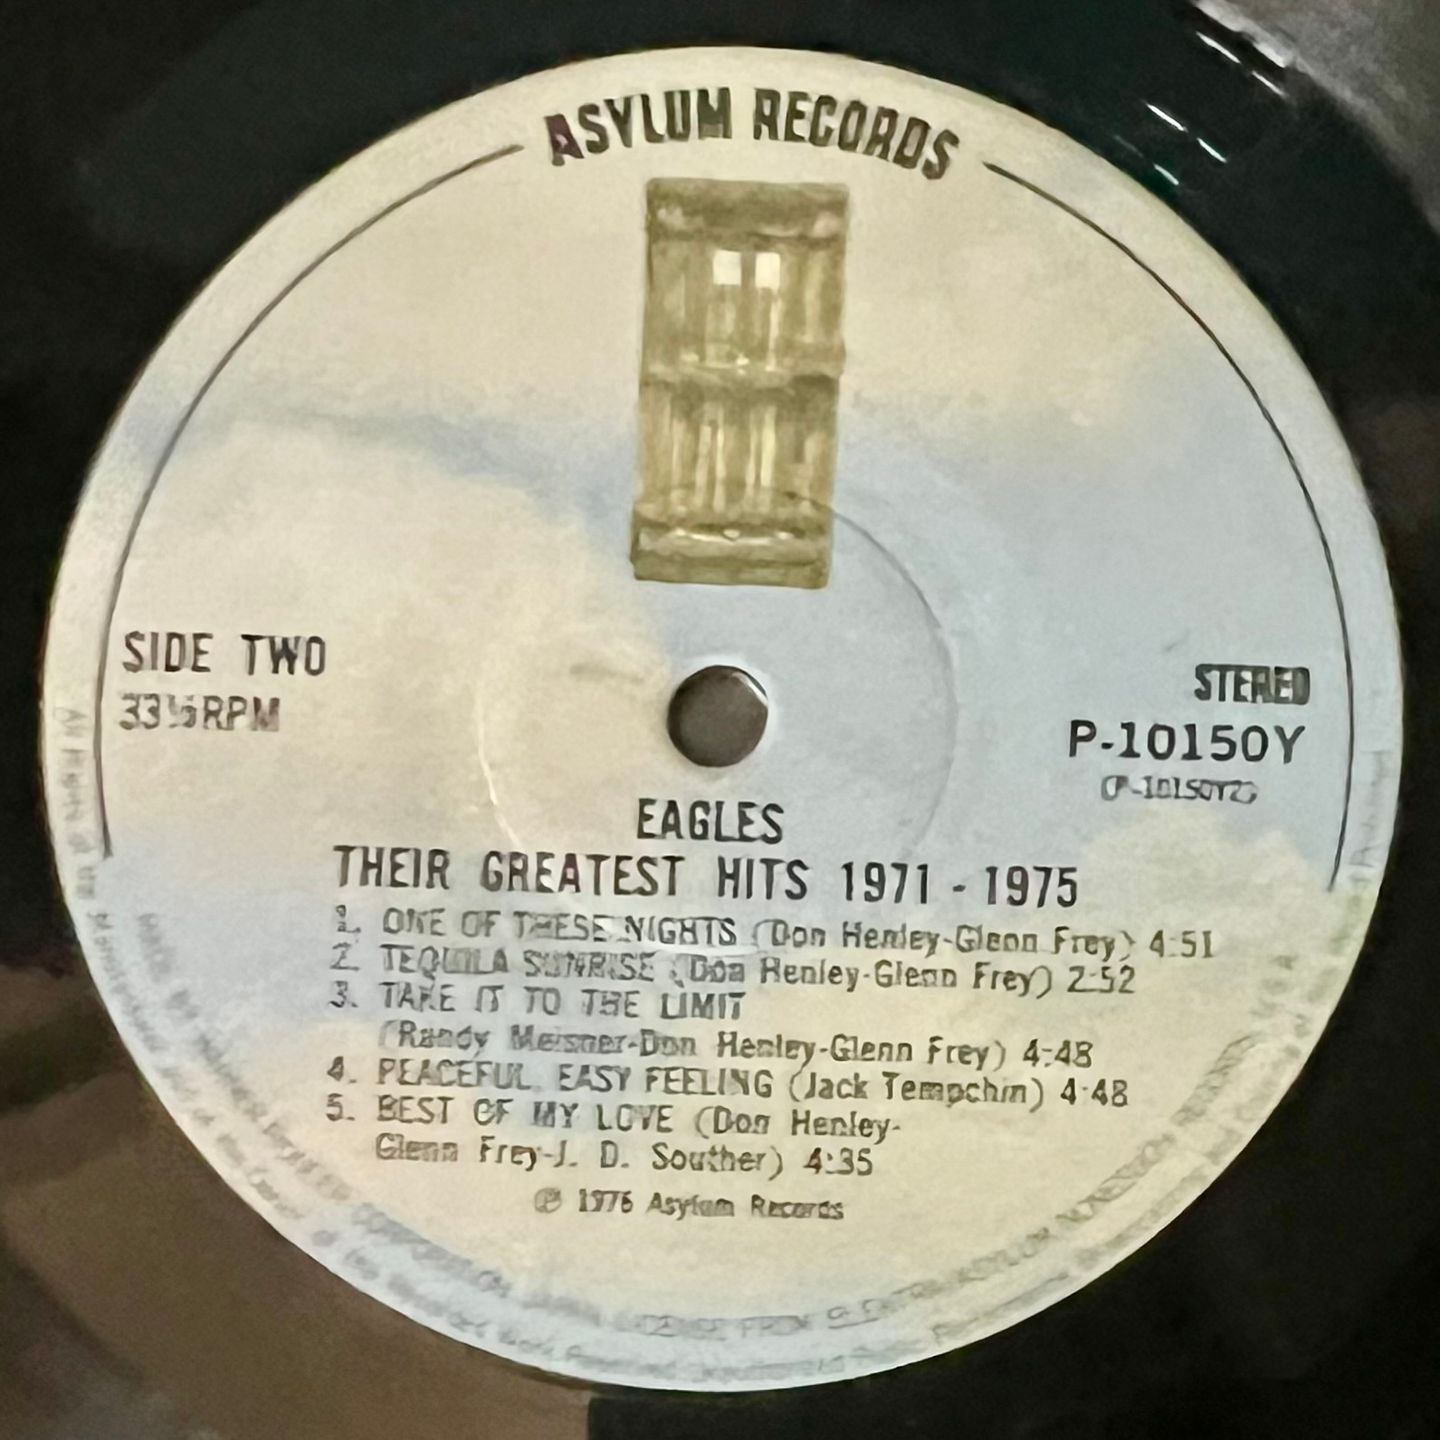 ASYLUM RECORDS
SIDE TWO
33⅓RPM
STEREO
P-10150Y
(P-10150Y2)
EAGLES
THEIR GREATEST HITS 1971 - 1975
1. ONE OF THESE NIGHTS (Don Henley-Glenn Frey) 4:51
2. TEQUILA SUNRISE (Don Henley-Glenn Frey) 2:52
3. TAKE IT TO THE LIMIT
(Randy Meisner-Don Henley-Glenn Frey) 4:48
4. PEACEFUL EASY FEELING (Jack Tempchin) 4:48
5. BEST OF MY LOVE (Don Henley-
Glenn Frey-J. D. Souther) 4:35
Ⓟ 1976 Asylum Records